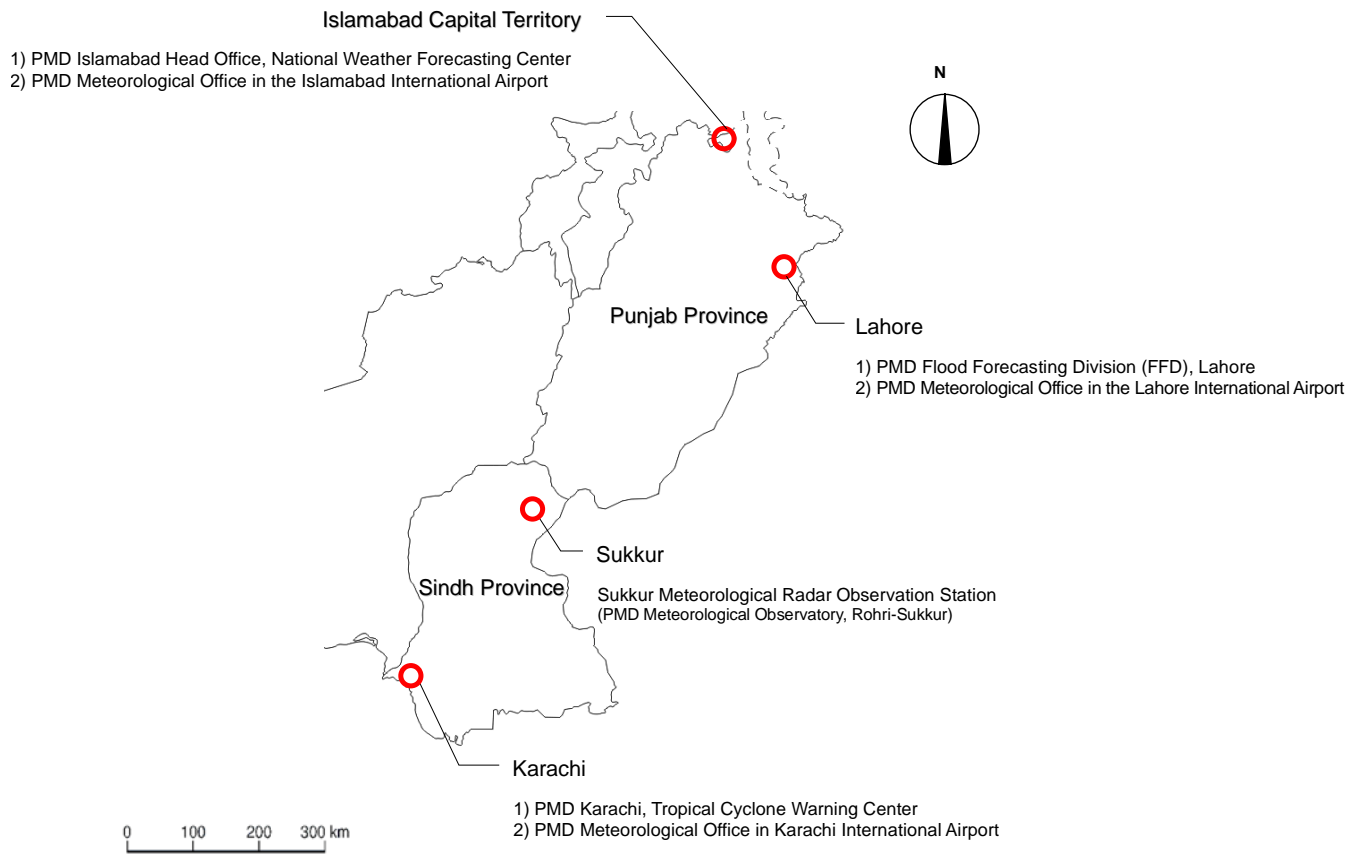 Islamabad Capital Territory
1) PMD Islamabad Head Office, National Weather Forecasting Center
2) PMD Meteorological Office in the Islamabad International Airport
N
Punjab Province
Lahore
1) PMD Flood Forecasting Division (FFD), Lahore
2) PMD Meteorological Office in the Lahore International Airport
Sukkur
Sindh Province
Sukkur Meteorological Radar Observation Station
(PMD Meteorological Observatory, Rohri-Sukkur)
Karachi
1) PMD Karachi, Tropical Cyclone Warning Center
2) PMD Meteorological Office in Karachi International Airport
0 100 200 300 km